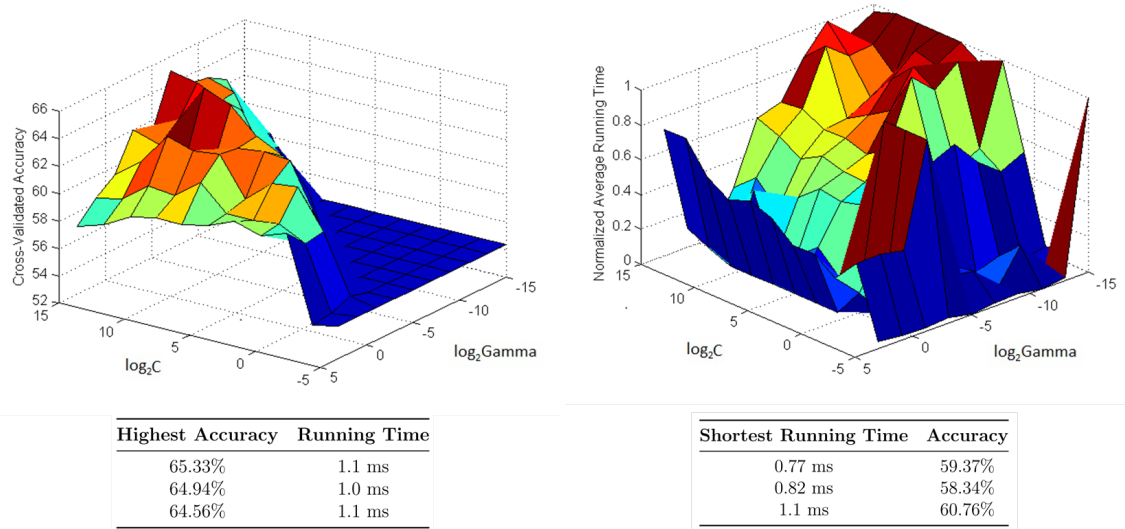 Cross-Validated Accuracy
66
64
62
60
58
56
54
52
15
10
5
0
-5
log₂C
5
0
-5
-10
-15
log₂Gamma
Normalized Average Running Time
1
0.8
0.6
0.4
0.2
0
15
10
5
0
-5
log₂C
5
0
-5
-10
-15
log₂Gamma
Highest Accuracy Running Time
65.33% 1.1 ms
64.94% 1.0 ms
64.56% 1.1 ms
Shortest Running Time Accuracy
0.77 ms 59.37%
0.82 ms 58.34%
1.1 ms 60.76%